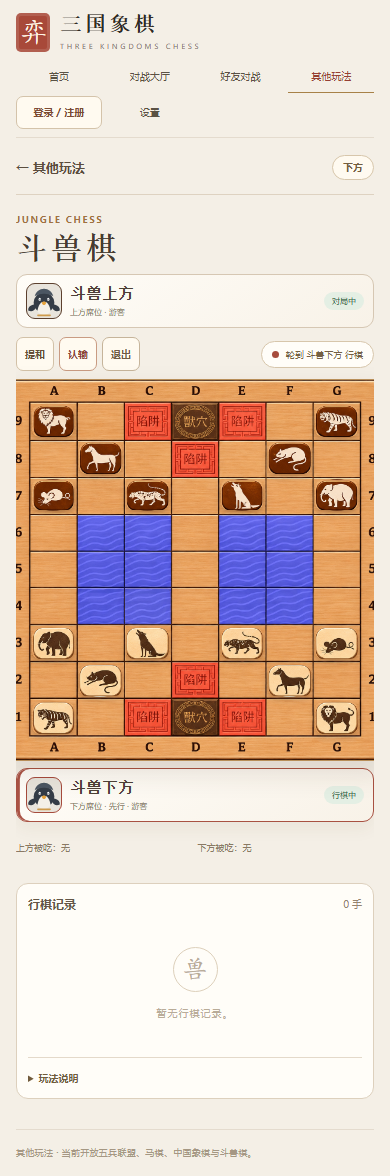 弈 三国象棋
THREE KINGDOMS CHESS
首页 对战大厅 好友对战 其他玩法
登录 / 注册 设置
← 其他玩法 下方
JUNGLE CHESS
斗兽棋
斗兽上方
上方席位 · 游客
对局中
提和 认输 退出 轮到 斗兽下方 行棋
A B C D E F G
9 陷阱 獸穴 陷阱 9
8 陷阱 8
7 7
6 6
5 5
4 4
3 3
2 陷阱 2
1 陷阱 獸穴 陷阱 1
A B C D E F G
斗兽下方
下方席位 · 先行 · 游客
行棋中
上方被吃：无 下方被吃：无
行棋记录 0 手
兽
暂无行棋记录。
▶ 玩法说明
其他玩法 · 当前开放五兵联盟、马棋、中国象棋与斗兽棋。